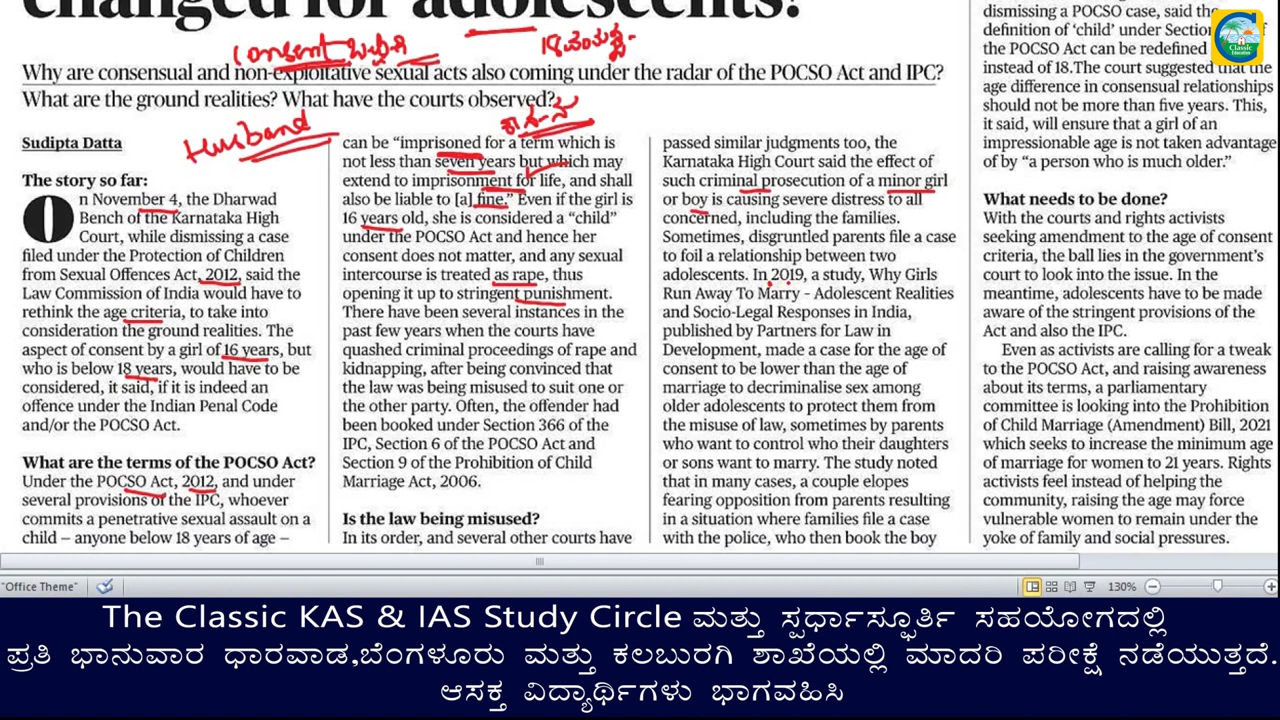 changed for adolescents?
Consent
Why are consensual and non-exploitative sexual acts also coming under the radar of the POCSO Act and IPC?
What are the ground realities? What have the courts observed?
Husband
Sudipta Datta
The story so far:
On November 4, the Dharwad
Bench of the Karnataka High
Court, while dismissing a case
filed under the Protection of Children
from Sexual Offences Act, 2012, said the
Law Commission of India would have to
rethink the age criteria, to take into
consideration the ground realities. The
aspect of consent by a girl of 16 years, but
who is below 18 years, would have to be
considered, it said, if it is indeed an
offence under the Indian Penal Code
and/or the POCSO Act.
What are the terms of the POCSO Act?
Under the POCSO Act, 2012, and under
several provisions of the IPC, whoever
commits a penetrative sexual assault on a
child – anyone below 18 years of age –
can be “imprisoned for a term which is
not less than seven years but which may
extend to imprisonment for life, and shall
also be liable to [a] fine.” Even if the girl is
16 years old, she is considered a “child”
under the POCSO Act and hence her
consent does not matter, and any sexual
intercourse is treated as rape, thus
opening it up to stringent punishment.
There have been several instances in the
past few years when the courts have
quashed criminal proceedings of rape and
kidnapping, after being convinced that
the law was being misused to suit one or
the other party. Often, the offender had
been booked under Section 366 of the
IPC, Section 6 of the POCSO Act and
Section 9 of the Prohibition of Child
Marriage Act, 2006.
Is the law being misused?
In its order, and several other courts have
passed similar judgments too, the
Karnataka High Court said the effect of
such criminal prosecution of a minor girl
or boy is causing severe distress to all
concerned, including the families.
Sometimes, disgruntled parents file a case
to foil a relationship between two
adolescents. In 2019, a study, Why Girls
Run Away To Marry - Adolescent Realities
and Socio-Legal Responses in India,
published by Partners for Law in
Development, made a case for the age of
consent to be lower than the age of
marriage to decriminalise sex among
older adolescents to protect them from
the misuse of law, sometimes by parents
who want to control who their daughters
or sons want to marry. The study noted
that in many cases, a couple elopes
fearing opposition from parents resulting
in a situation where families file a case
with the police, who then book the boy
dismissing a POCSO case, said the
definition of ‘child’ under Section
the POCSO Act can be redefined
instead of 18.The court suggested that the
age difference in consensual relationships
should not be more than five years. This,
it said, will ensure that a girl of an
impressionable age is not taken advantage
of by “a person who is much older.”
What needs to be done?
With the courts and rights activists
seeking amendment to the age of consent
criteria, the ball lies in the government’s
court to look into the issue. In the
meantime, adolescents have to be made
aware of the stringent provisions of the
Act and also the IPC.
Even as activists are calling for a tweak
to the POCSO Act, and raising awareness
about its terms, a parliamentary
committee is looking into the Prohibition
of Child Marriage (Amendment) Bill, 2021
which seeks to increase the minimum age
of marriage for women to 21 years. Rights
activists feel instead of helping the
community, raising the age may force
vulnerable women to remain under the
yoke of family and social pressures.
Classic
Education
"Office Theme"
130%
The Classic KAS & IAS Study Circle ಮತ್ತು ಸ್ಪರ್ಧಾಸ್ಫೂರ್ತಿ ಸಹಯೋಗದಲ್ಲಿ
ಪ್ರತಿ ಭಾನುವಾರ ಧಾರವಾಡ,ಬೆಂಗಳೂರು ಮತ್ತು ಕಲಬುರಗಿ ಶಾಖೆಯಲ್ಲಿ ಮಾದರಿ ಪರೀಕ್ಷೆ ನಡೆಯುತ್ತದೆ.
ಆಸಕ್ತ ವಿದ್ಯಾರ್ಥಿಗಳು ಭಾಗವಹಿಸಿ